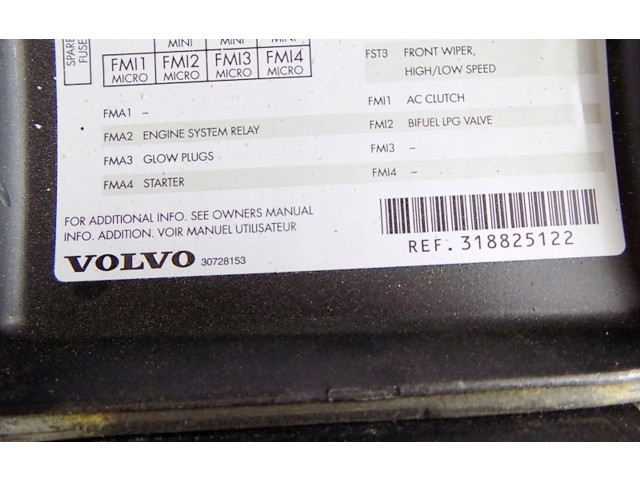 SPARE FUSE
MINI MINI MINI
FMI1 FMI2 FMI3 FMI4
MICRO MICRO MICRO MICRO
FMA1 –
FMA2 ENGINE SYSTEM RELAY
FMA3 GLOW PLUGS
FMA4 STARTER
FST3 FRONT WIPER,
HIGH/LOW SPEED
FMI1 AC CLUTCH
FMI2 BIFUEL LPG VALVE
FMI3 –
FMI4 –
FOR ADDITIONAL INFO. SEE OWNERS MANUAL
INFO. ADDITION. VOIR MANUEL UTILISATEUR
VOLVO 30728153
REF. 318825122